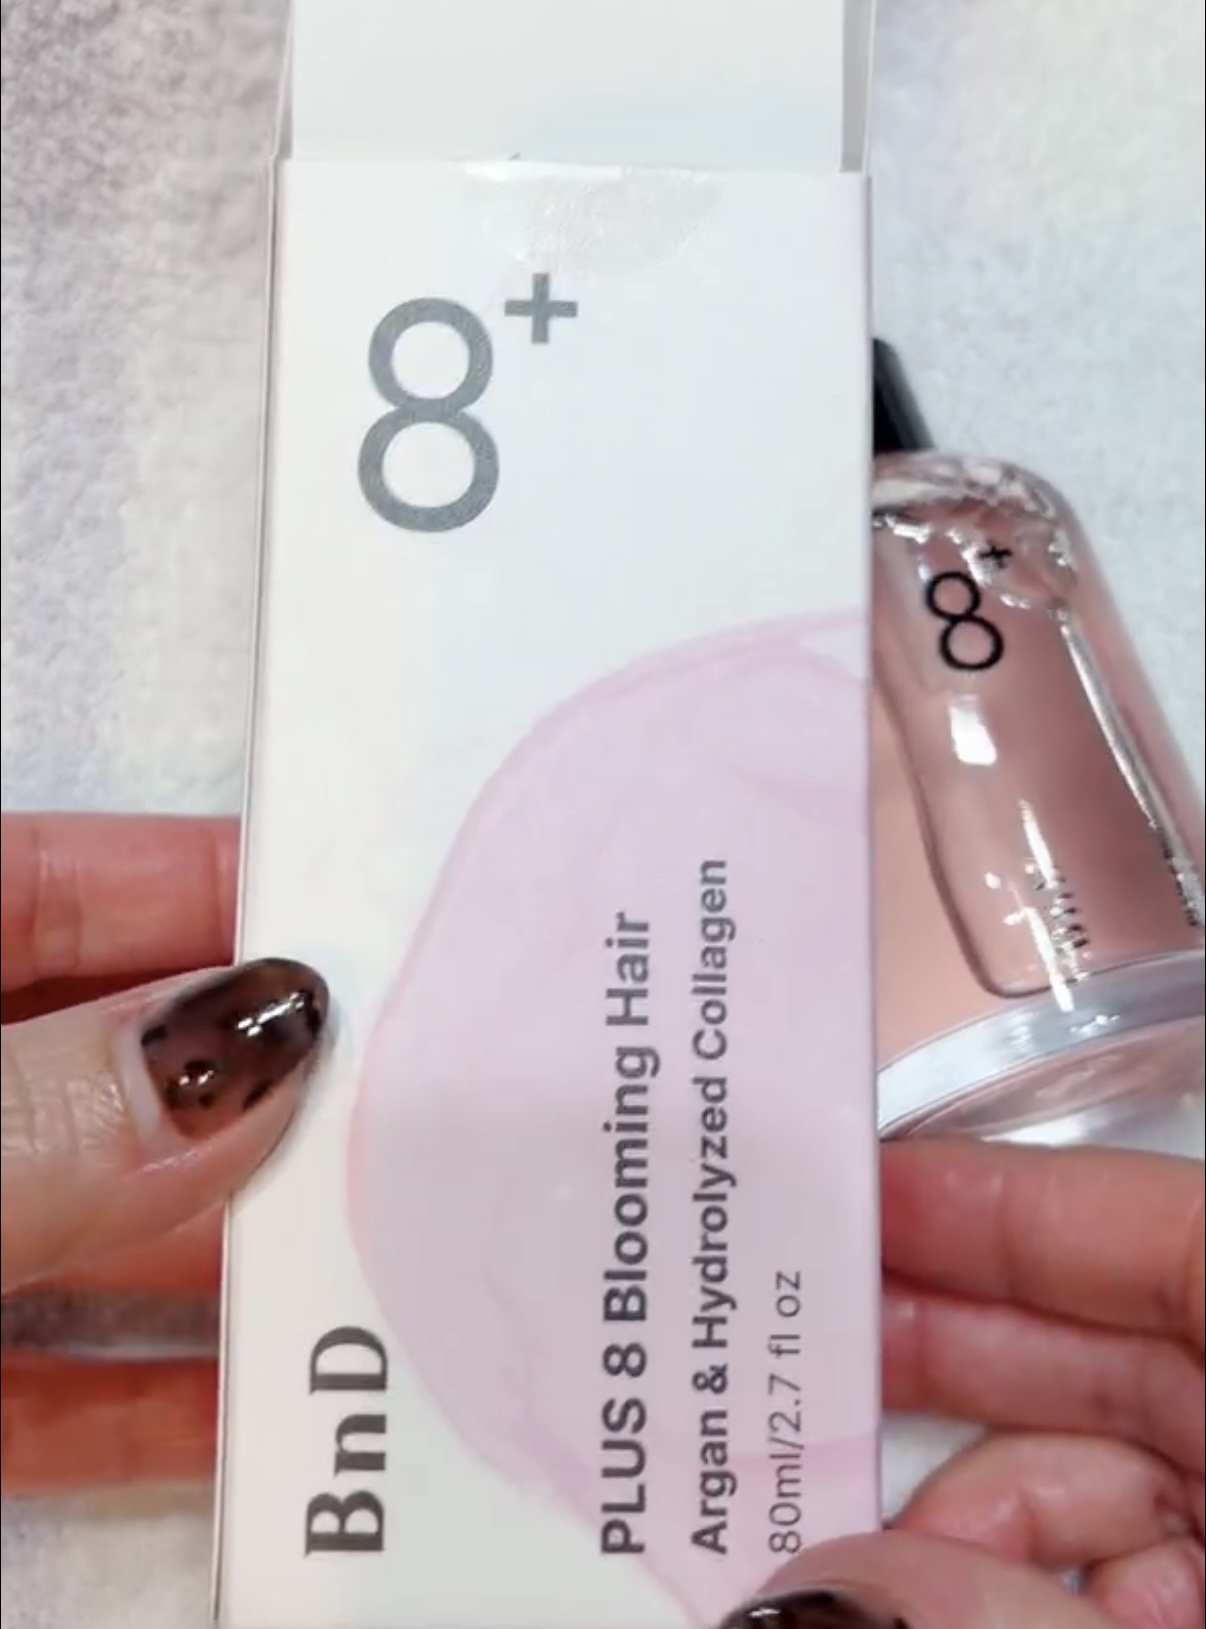 8+
BnD
PLUS 8 Blooming Hair
Argan & Hydrolyzed Collagen
80ml/2.7 fl oz
8+